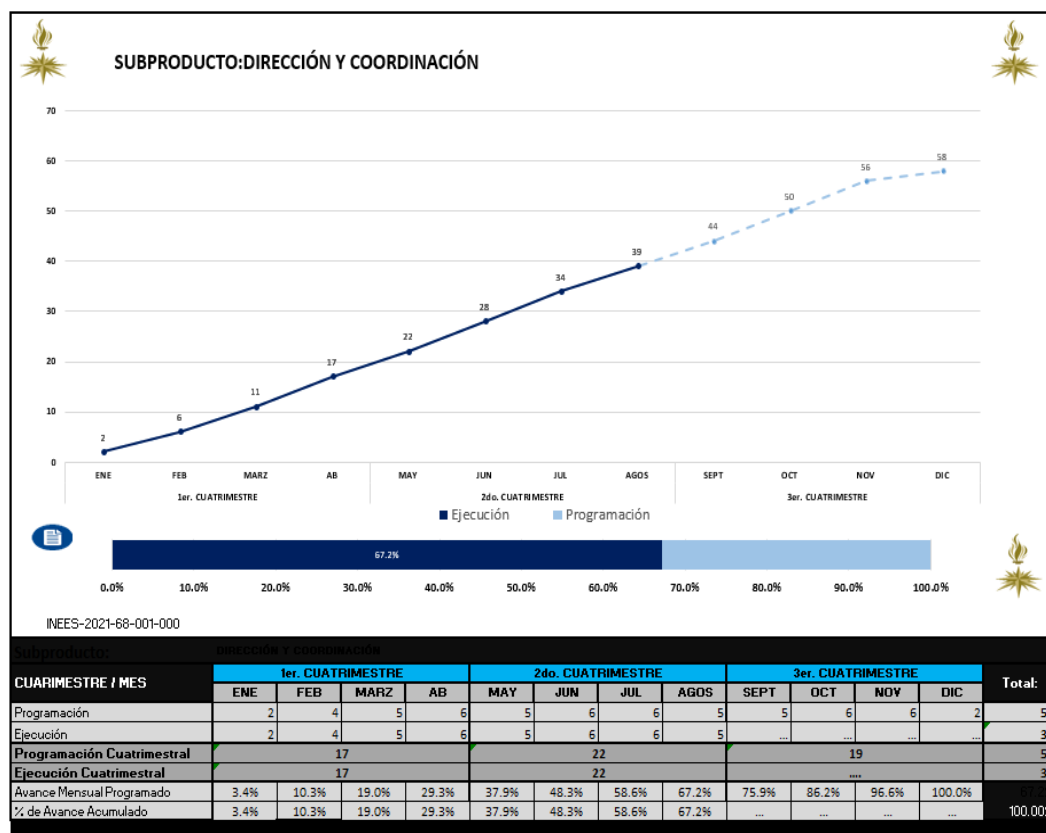 SUBPRODUCTO:DIRECCIÓN Y COORDINACIÓN
70
60
50
40
30
20
10
0
2
6
11
17
22
28
34
39
44
50
56
58
ENE FEB MARZ AB MAY JUN JUL AGOS SEPT OCT NOV DIC
1er. CUATRIMESTRE 2do. CUATRIMESTRE 3er. CUATRIMESTRE
Ejecución Programación
67.2%
0.0% 10.0% 20.0% 30.0% 40.0% 50.0% 60.0% 70.0% 80.0% 90.0% 100.0%
INEES-2021-68-001-000
Subproducto: DIRECCIÓN Y COORDINACIÓN
CUARIMESTRE / MES 1er. CUATRIMESTRE 2do. CUATRIMESTRE 3er. CUATRIMESTRE Total:
ENE FEB MARZ AB MAY JUN JUL AGOS SEPT OCT NOV DIC
Programación 2 4 5 6 5 6 6 5 5 6 6 2 5
Ejecución 2 4 5 6 5 6 6 5 ... ... ... ... 3
Programación Cuatrimestral 17 22 19 5
Ejecución Cuatrimestral 17 22 .... 3
Avance Mensual Programado 3.4% 10.3% 19.0% 29.3% 37.9% 48.3% 58.6% 67.2% 75.9% 86.2% 96.6% 100.0% 67.2
% de Avance Acumulado 3.4% 10.3% 19.0% 29.3% 37.9% 48.3% 58.6% 67.2% ... ... ... ... 100.00